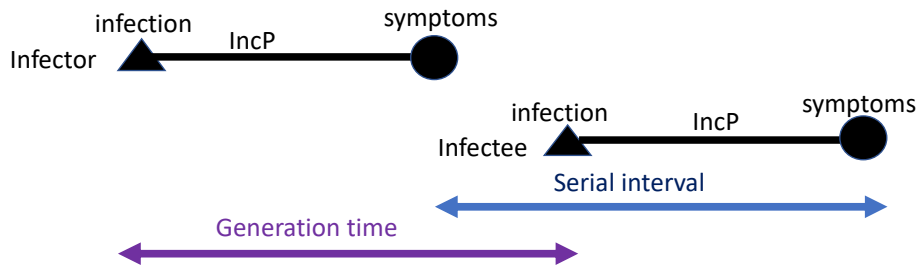 infection
symptoms
Infector
IncP
infection
symptoms
Infectee
IncP
Serial interval
Generation time